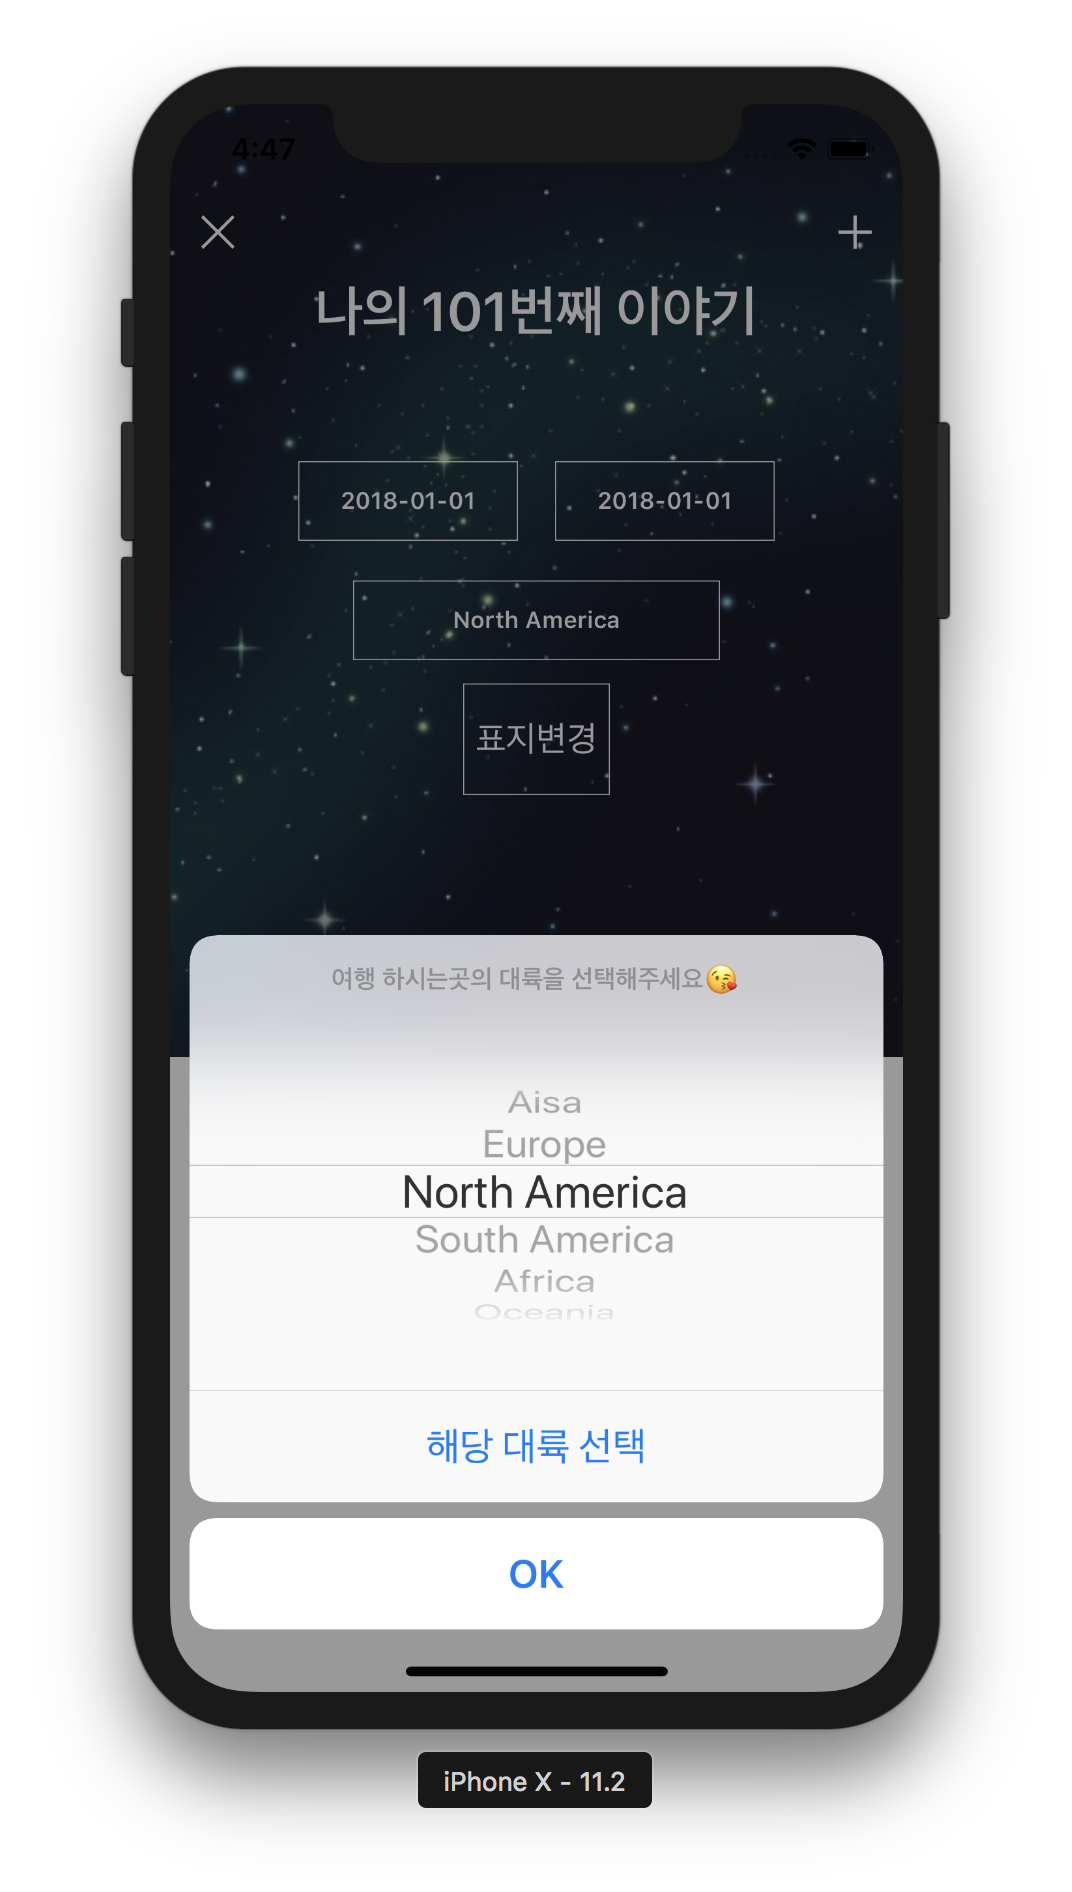 4:47
나의 101번째 이야기
2018-01-01 2018-01-01
North America
표지변경
여행 하시는곳의 대륙을 선택해주세요😘
Aisa
Europe
North America
South America
Africa
Oceania
해당 대륙 선택
OK
iPhone X - 11.2